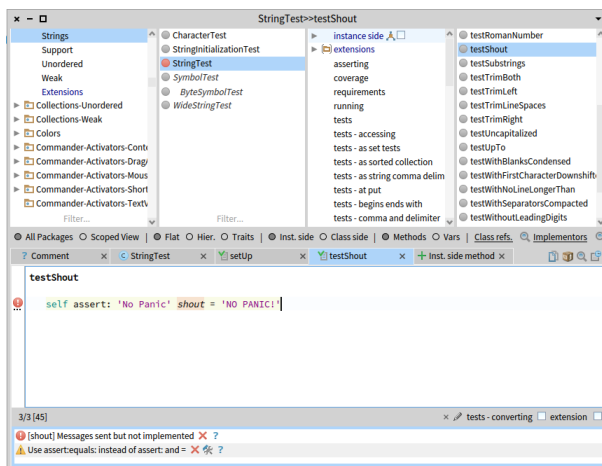 StringTest>>testShout
Strings
Support
Unordered
Weak
Extensions
Collections-Unordered
Collections-Weak
Colors
Commander-Activators-Conte
Commander-Activators-Drag
Commander-Activators-Mous
Commander-Activators-Short
Commander-Activators-TextV
Filter...
CharacterTest
StringInitializationTest
StringTest
SymbolTest
ByteSymbolTest
WideStringTest
Filter...
instance side
extensions
asserting
coverage
requirements
running
tests
tests - accessing
tests - as set tests
tests - as sorted collection
tests - as string comma delim
tests - at put
tests - begins ends with
tests - comma and delimiter
testRomanNumber
testShout
testSubstrings
testTrimBoth
testTrimLeft
testTrimLineSpaces
testTrimRight
testUncapitalized
testUpTo
testWithBlanksCondensed
testWithFirstCharacterDownshift
testWithNoLineLongerThan
testWithSeparatorsCompacted
testWithoutLeadingDigits
All Packages Scoped View | Flat Hier. Traits | Inst. side Class side | Methods Vars | Class refs. Implementors
? Comment × StringTest × setUp × testShout × + Inst. side method ×
testShout
self assert: 'No Panic' shout = 'NO PANIC!'
3/3 [45] × tests - converting extension
[shout] Messages sent but not implemented ?
Use assert:equals: instead of assert: and = ?